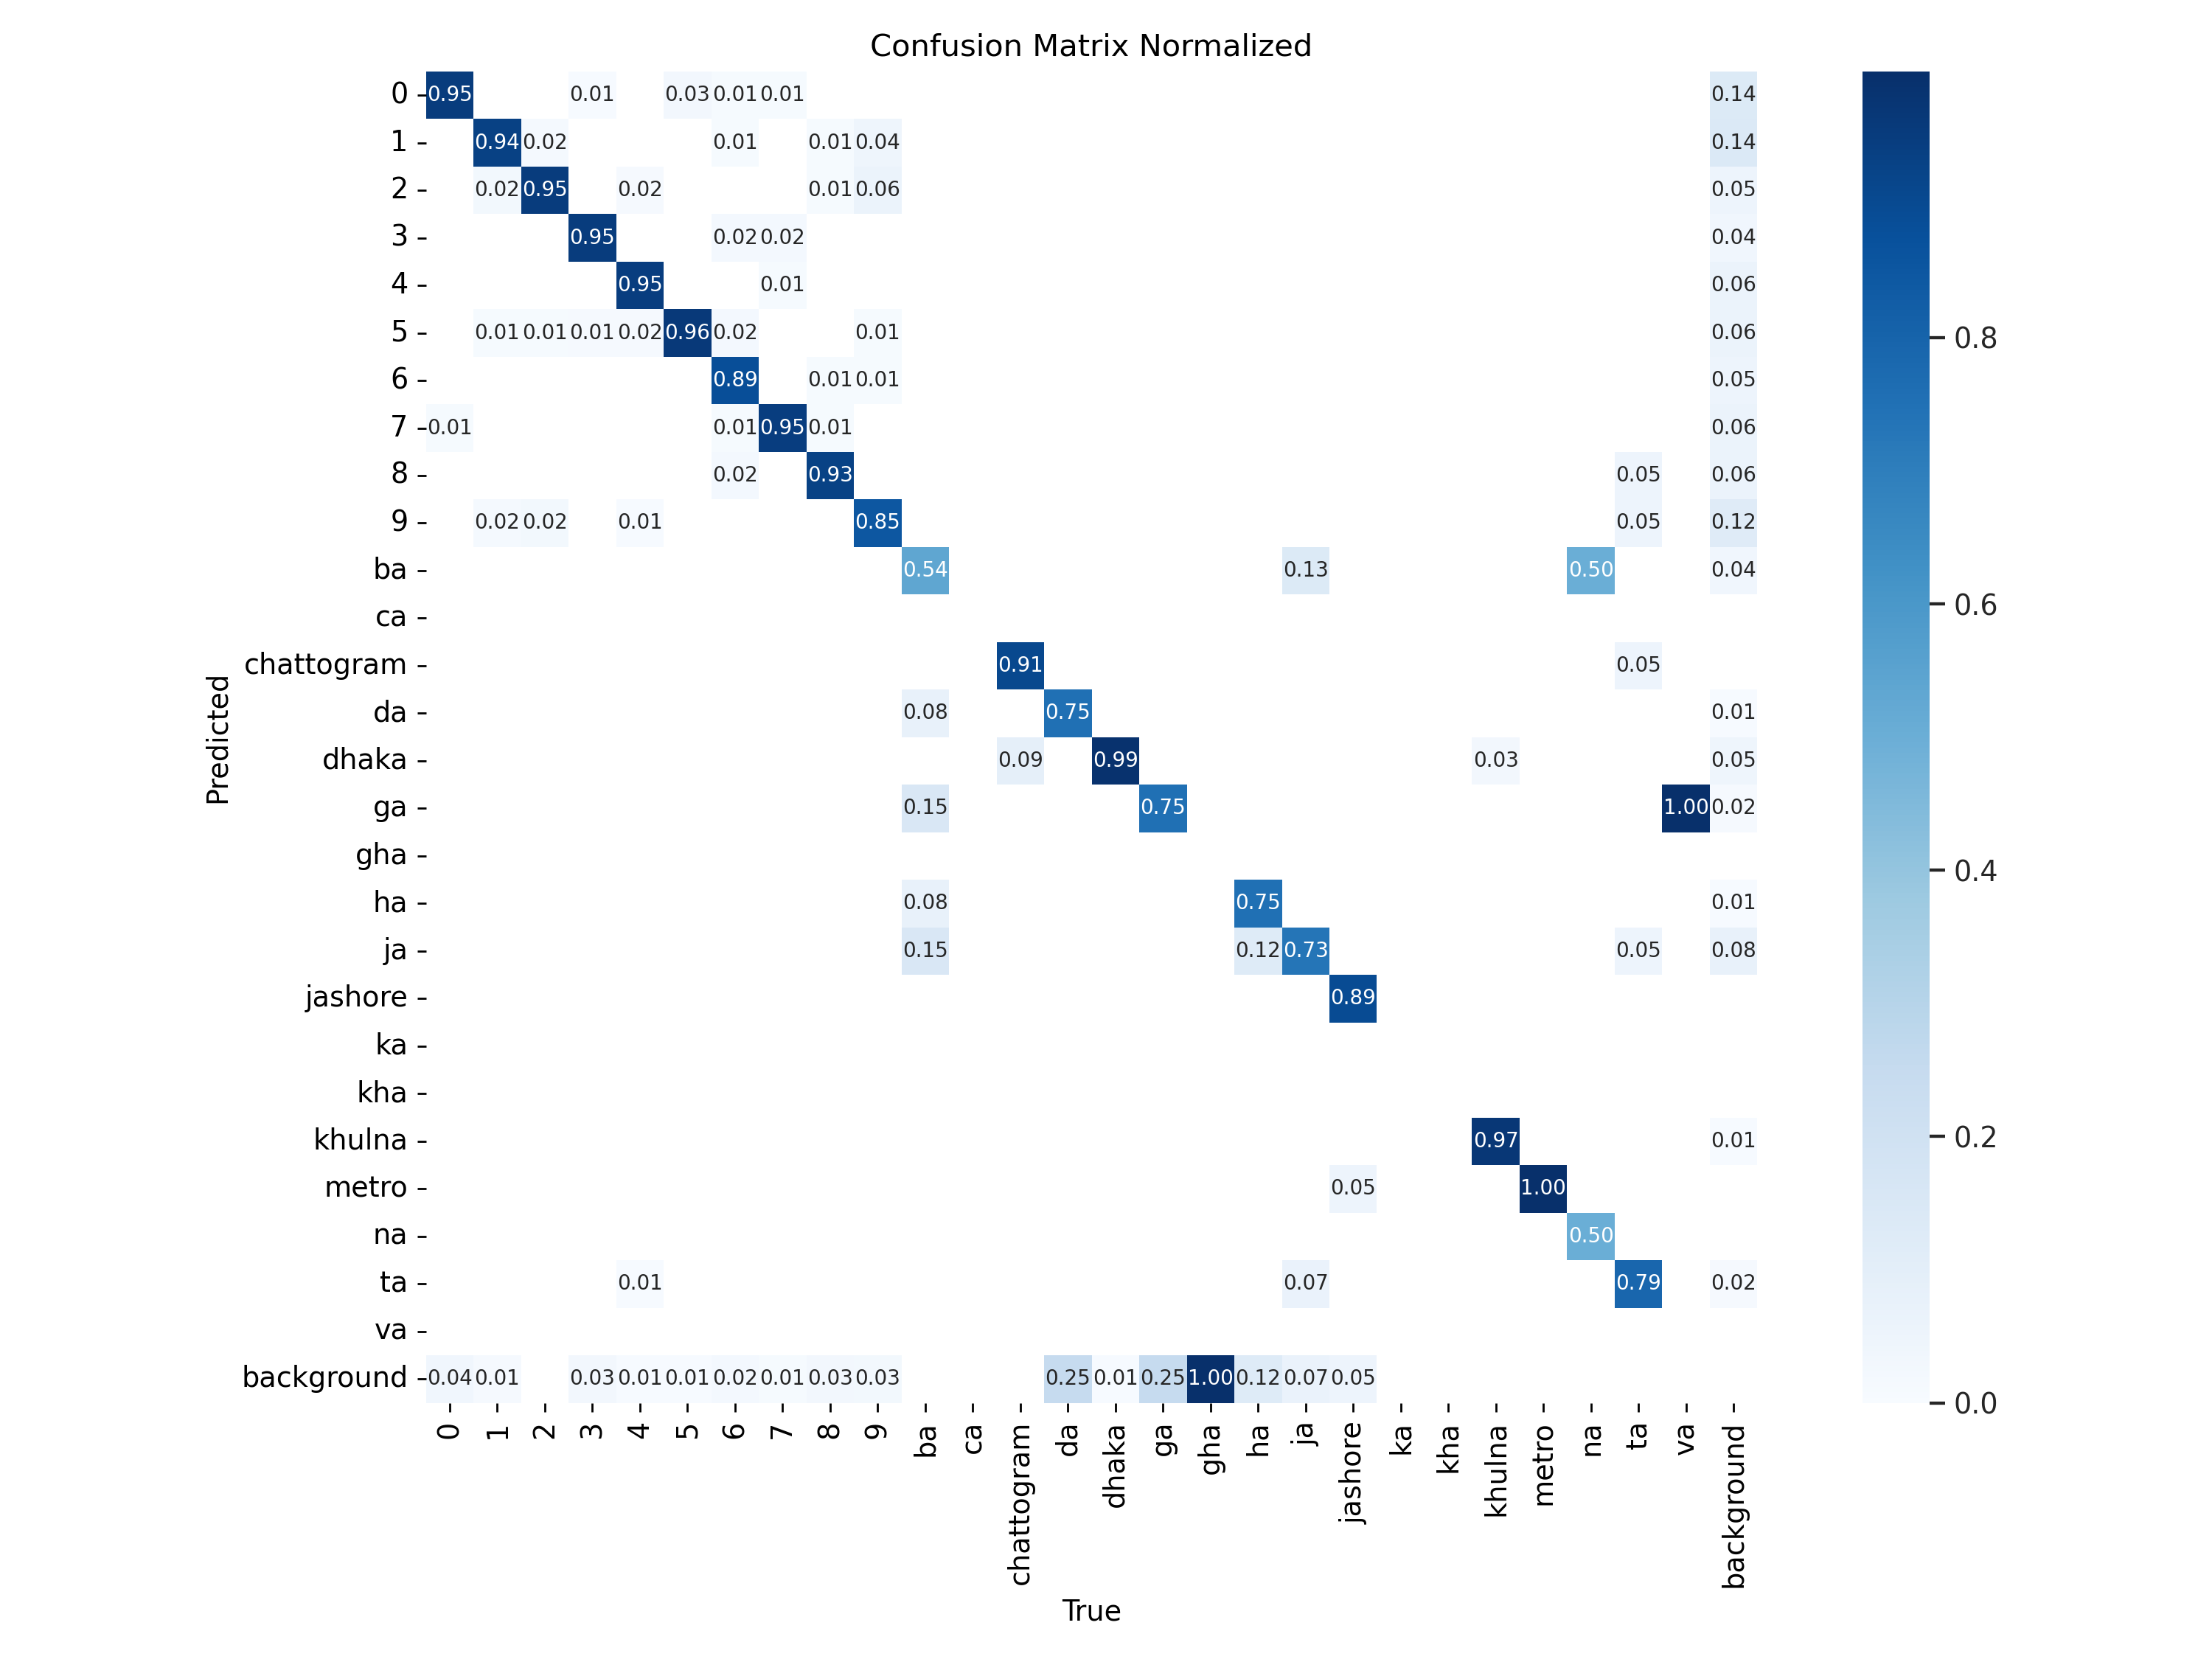 Confusion Matrix Normalized
0 0.95 0.01 0.03 0.01 0.01 0.14
1 0.94 0.02 0.01 0.01 0.04 0.14
2 0.02 0.95 0.02 0.01 0.06 0.05
3 0.95 0.02 0.02 0.04
4 0.95 0.01 0.06
5 0.01 0.01 0.01 0.02 0.96 0.02 0.01 0.06
6 0.89 0.01 0.01 0.05
7 0.01 0.01 0.95 0.01 0.06
8 0.02 0.93 0.05 0.06
9 0.02 0.02 0.01 0.85 0.05 0.12
ba 0.54 0.13 0.50 0.04
ca
chattogram 0.91 0.05
da 0.08 0.75 0.01
dhaka 0.09 0.99 0.03 0.05
ga 0.15 0.75 1.00 0.02
gha
ha 0.08 0.75 0.01
ja 0.15 0.12 0.73 0.05 0.08
jashore 0.89
ka
kha
khulna 0.97 0.01
metro 0.05 1.00
na 0.50
ta 0.01 0.07 0.79 0.02
va
background 0.04 0.01 0.03 0.01 0.01 0.02 0.01 0.03 0.03 0.25 0.01 0.25 1.00 0.12 0.07 0.05
0 1 2 3 4 5 6 7 8 9 ba ca chattogram da dhaka ga gha ha ja jashore ka kha khulna metro na ta va background
True
Predicted
0.8
0.6
0.4
0.2
0.0